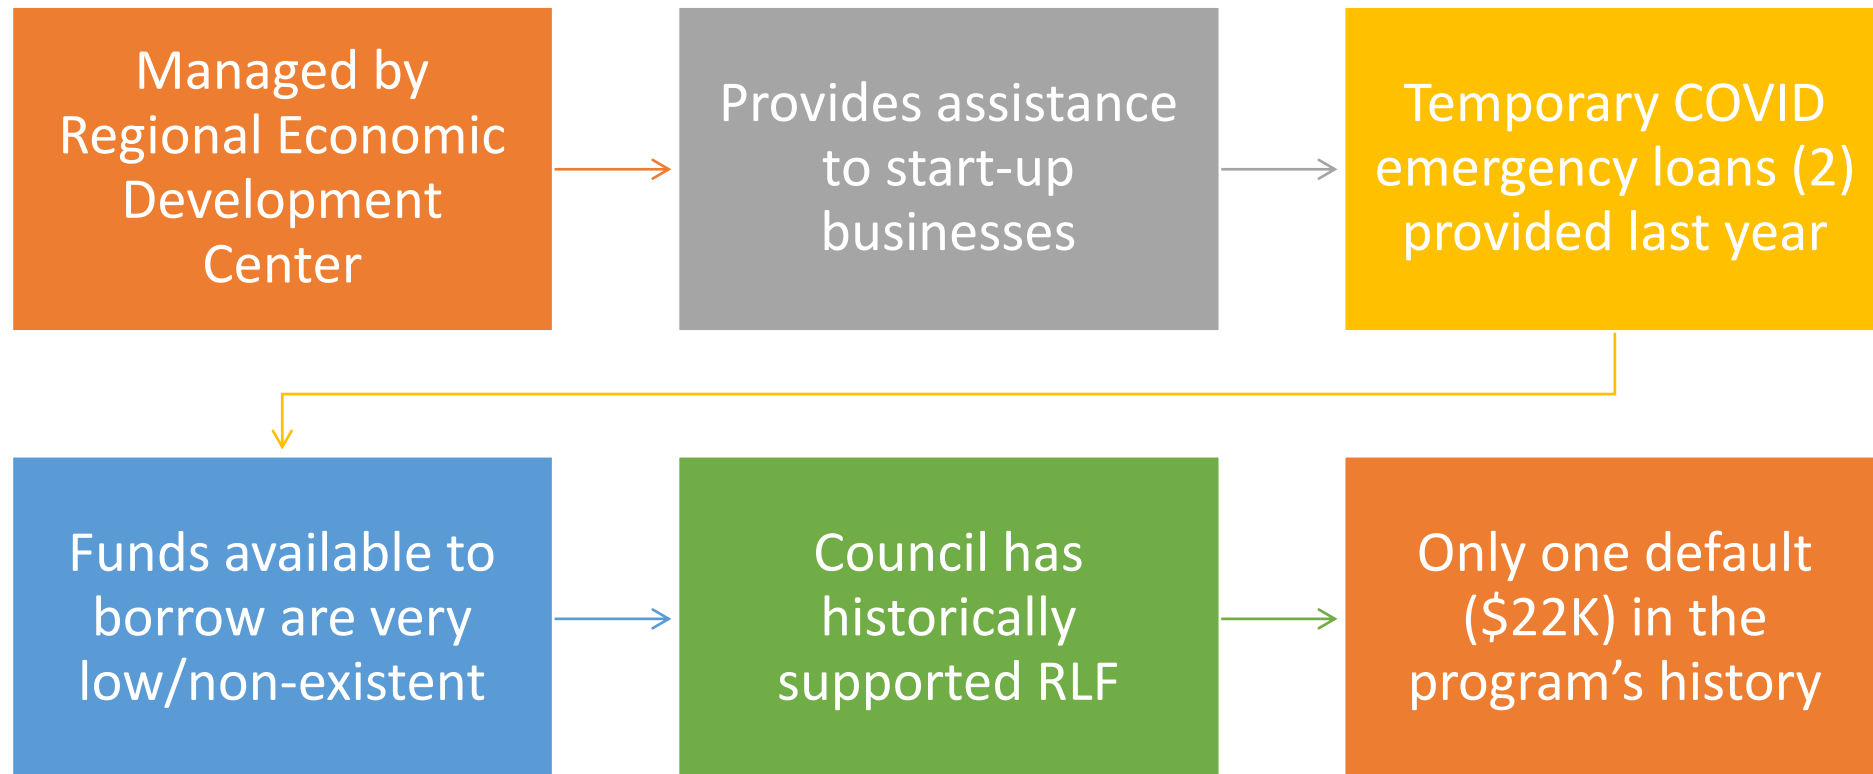 Managed by
Regional Economic
Development
Center
Provides assistance
to start-up
businesses
Temporary COVID
emergency loans (2)
provided last year
Funds available to
borrow are very
low/non-existent
Council has
historically
supported RLF
Only one default
($22K) in the
program’s history